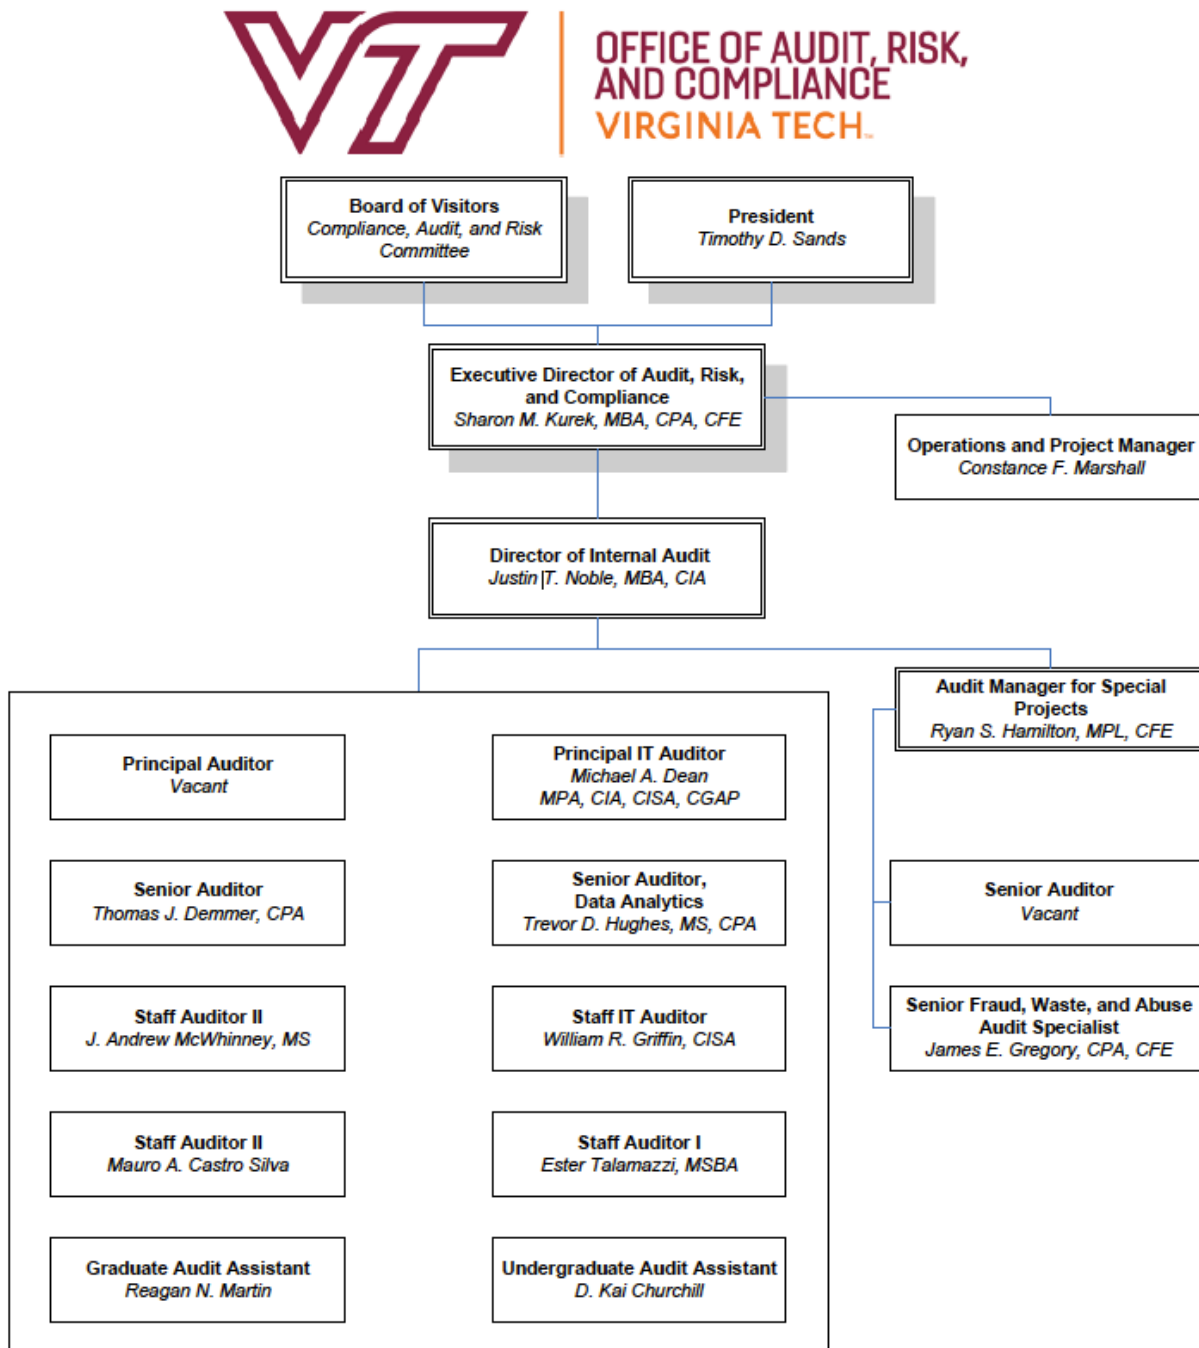 VT
OFFICE OF AUDIT, RISK,
AND COMPLIANCE
VIRGINIA TECH™
Board of Visitors
Compliance, Audit, and Risk
Committee
President
Timothy D. Sands
Executive Director of Audit, Risk,
and Compliance
Sharon M. Kurek, MBA, CPA, CFE
Operations and Project Manager
Constance F. Marshall
Director of Internal Audit
Justin T. Noble, MBA, CIA
Audit Manager for Special
Projects
Ryan S. Hamilton, MPL, CFE
Principal Auditor
Vacant
Principal IT Auditor
Michael A. Dean
MPA, CIA, CISA, CGAP
Senior Auditor
Thomas J. Demmer, CPA
Senior Auditor,
Data Analytics
Trevor D. Hughes, MS, CPA
Senior Auditor
Vacant
Staff Auditor II
J. Andrew McWhinney, MS
Staff IT Auditor
William R. Griffin, CISA
Senior Fraud, Waste, and Abuse
Audit Specialist
James E. Gregory, CPA, CFE
Staff Auditor II
Mauro A. Castro Silva
Staff Auditor I
Ester Talamazzi, MSBA
Graduate Audit Assistant
Reagan N. Martin
Undergraduate Audit Assistant
D. Kai Churchill